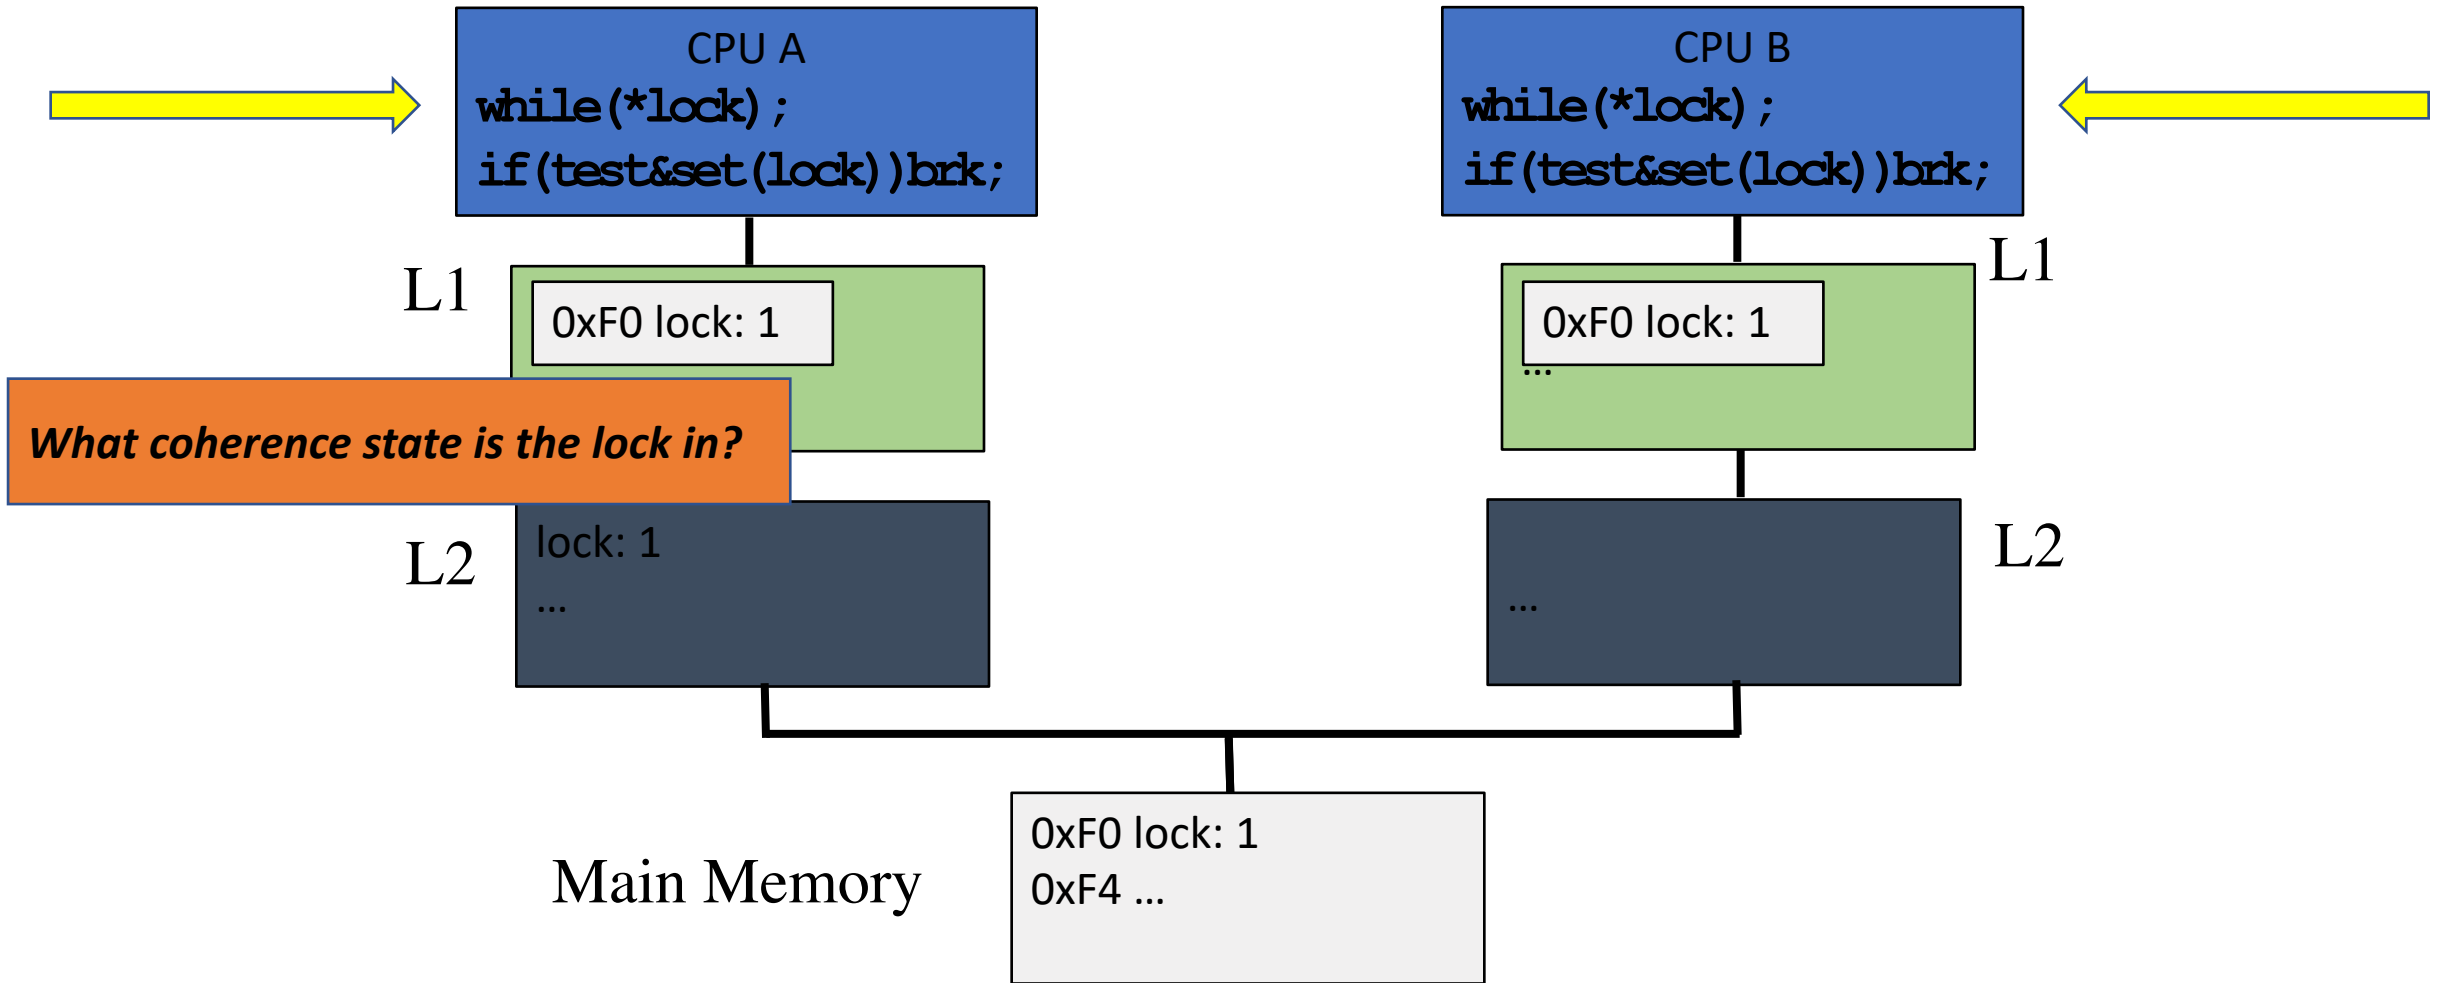 CPU A
while(*lock);
if(test&set(lock))brk;
CPU B
while(*lock);
if(test&set(lock))brk;
L1
0xF0 lock: 1
0xF0 lock: 1
…
L1
What coherence state is the lock in?
L2
lock: 1
…
…
L2
Main Memory
0xF0 lock: 1
0xF4 …